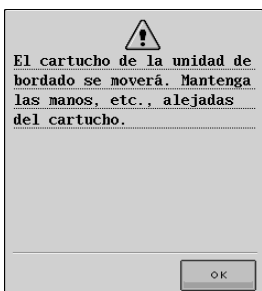 El cartucho de la unidad de
bordado se moverá. Mantenga
las manos, etc., alejadas
del cartucho.
OK